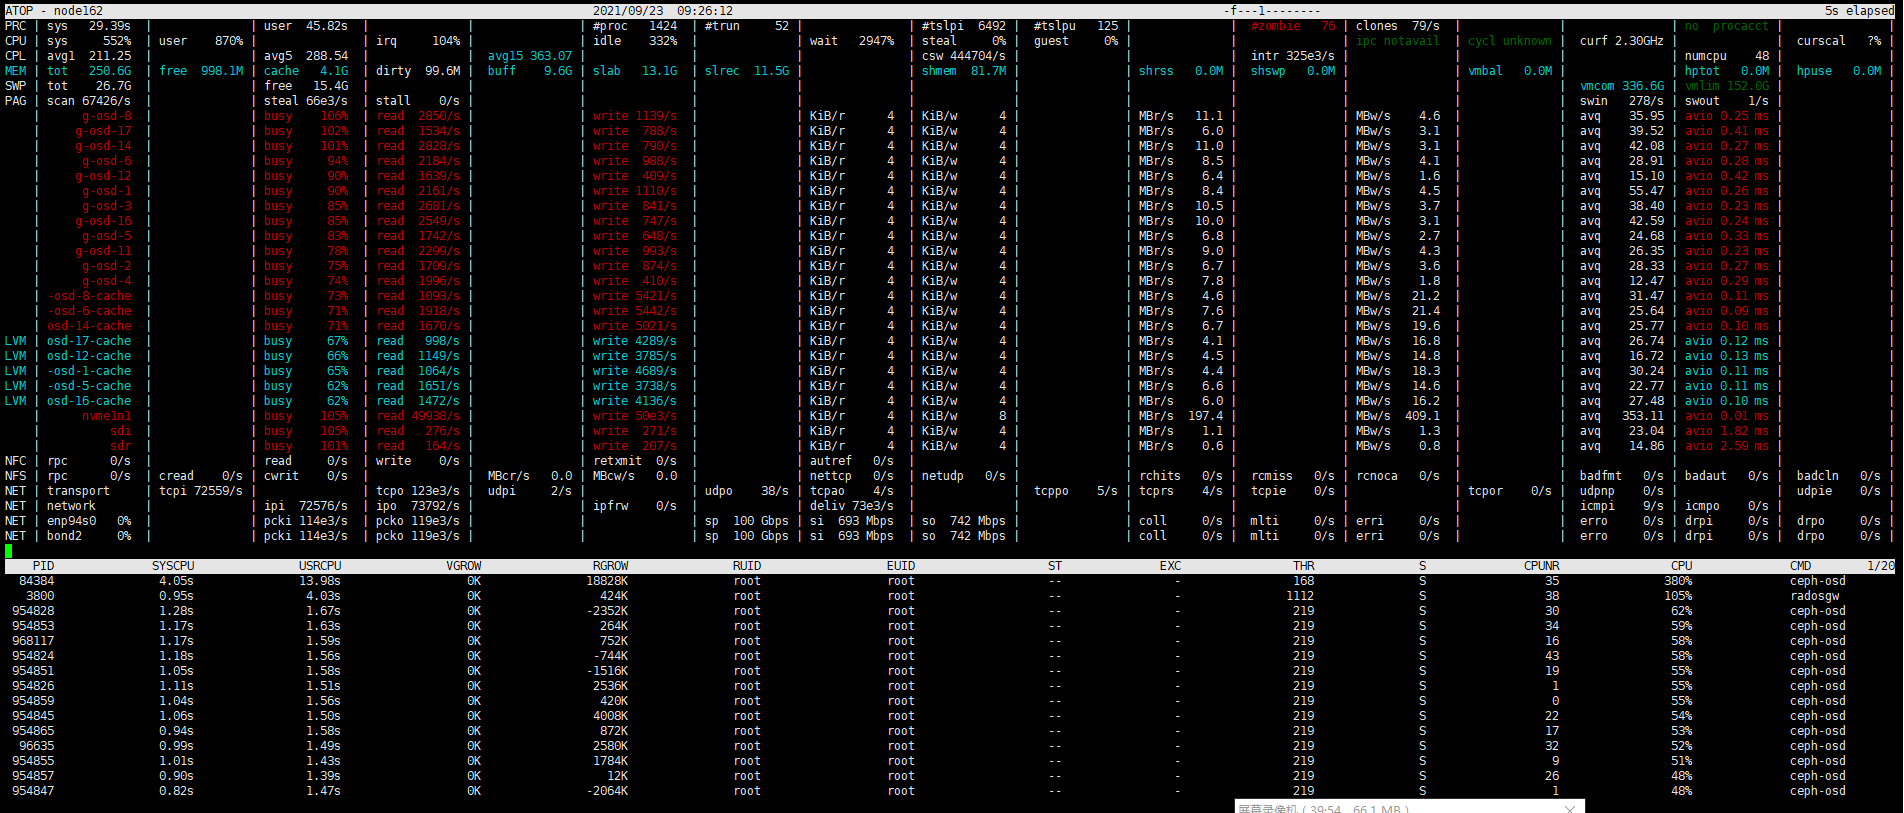 ATOP - node162 2021/09/23 09:26:12 -f---1-------- 5s elapsed
PRC | sys 29.39s | user 45.82s | #proc 1424 | #trun 52 | #tslpi 6492 | #tslpu 125 | #zombie 76 | clones 79/s | no procacct |
CPU | sys 552% | user 870% | irq 104% | idle 332% | wait 2947% | steal 0% | guest 0% | ipc notavail | cycl unknown | curf 2.30GHz | curscal ?% |
CPL | avg1 211.25 | avg5 288.54 | avg15 363.07 | csw 444704/s | intr 325e3/s | numcpu 48 |
MEM | tot 250.6G | free 998.1M | cache 4.1G | dirty 99.6M | buff 9.6G | slab 13.1G | slrec 11.5G | shmem 81.7M | shrss 0.0M | shswp 0.0M | vmbal 0.0M | hptot 0.0M | hpuse 0.0M |
SWP | tot 26.7G | free 15.4G | vmcom 336.6G | vmlim 152.0G |
PAG | scan 67426/s | steal 66e3/s | stall 0/s | swin 278/s | swout 1/s |
g-osd-8 | busy 106% | read 2850/s | write 1139/s | KiB/r 4 | KiB/w 4 | MBr/s 11.1 | MBw/s 4.6 | avq 35.95 | avio 0.25 ms |
g-osd-17 | busy 102% | read 1534/s | write 788/s | KiB/r 4 | KiB/w 4 | MBr/s 6.0 | MBw/s 3.1 | avq 39.52 | avio 0.41 ms |
g-osd-14 | busy 101% | read 2828/s | write 790/s | KiB/r 4 | KiB/w 4 | MBr/s 11.0 | MBw/s 3.1 | avq 42.08 | avio 0.27 ms |
g-osd-6 | busy 94% | read 2184/s | write 988/s | KiB/r 4 | KiB/w 4 | MBr/s 8.5 | MBw/s 4.1 | avq 28.91 | avio 0.28 ms |
g-osd-12 | busy 90% | read 1639/s | write 409/s | KiB/r 4 | KiB/w 4 | MBr/s 6.4 | MBw/s 1.6 | avq 15.10 | avio 0.42 ms |
g-osd-1 | busy 90% | read 2161/s | write 1110/s | KiB/r 4 | KiB/w 4 | MBr/s 8.4 | MBw/s 4.5 | avq 55.47 | avio 0.26 ms |
g-osd-3 | busy 85% | read 2681/s | write 841/s | KiB/r 4 | KiB/w 4 | MBr/s 10.5 | MBw/s 3.7 | avq 38.40 | avio 0.23 ms |
g-osd-16 | busy 85% | read 2549/s | write 747/s | KiB/r 4 | KiB/w 4 | MBr/s 10.0 | MBw/s 3.1 | avq 42.59 | avio 0.24 ms |
g-osd-5 | busy 83% | read 1742/s | write 648/s | KiB/r 4 | KiB/w 4 | MBr/s 6.8 | MBw/s 2.7 | avq 24.68 | avio 0.33 ms |
g-osd-11 | busy 78% | read 2299/s | write 993/s | KiB/r 4 | KiB/w 4 | MBr/s 9.0 | MBw/s 4.3 | avq 26.35 | avio 0.23 ms |
g-osd-2 | busy 75% | read 1709/s | write 874/s | KiB/r 4 | KiB/w 4 | MBr/s 6.7 | MBw/s 3.6 | avq 28.33 | avio 0.27 ms |
g-osd-4 | busy 74% | read 1996/s | write 410/s | KiB/r 4 | KiB/w 4 | MBr/s 7.8 | MBw/s 1.8 | avq 12.47 | avio 0.29 ms |
-osd-8-cache | busy 73% | read 1093/s | write 5421/s | KiB/r 4 | KiB/w 4 | MBr/s 4.6 | MBw/s 21.2 | avq 31.47 | avio 0.11 ms |
-osd-6-cache | busy 71% | read 1918/s | write 5442/s | KiB/r 4 | KiB/w 4 | MBr/s 7.6 | MBw/s 21.4 | avq 25.64 | avio 0.09 ms |
osd-14-cache | busy 71% | read 1670/s | write 5021/s | KiB/r 4 | KiB/w 4 | MBr/s 6.7 | MBw/s 19.6 | avq 25.77 | avio 0.10 ms |
LVM | osd-17-cache | busy 67% | read 998/s | write 4289/s | KiB/r 4 | KiB/w 4 | MBr/s 4.1 | MBw/s 16.8 | avq 26.74 | avio 0.12 ms |
LVM | osd-12-cache | busy 66% | read 1149/s | write 3785/s | KiB/r 4 | KiB/w 4 | MBr/s 4.5 | MBw/s 14.8 | avq 16.72 | avio 0.13 ms |
LVM | -osd-1-cache | busy 65% | read 1064/s | write 4689/s | KiB/r 4 | KiB/w 4 | MBr/s 4.4 | MBw/s 18.3 | avq 30.24 | avio 0.11 ms |
LVM | -osd-5-cache | busy 62% | read 1651/s | write 3738/s | KiB/r 4 | KiB/w 4 | MBr/s 6.6 | MBw/s 14.6 | avq 22.77 | avio 0.11 ms |
LVM | osd-16-cache | busy 62% | read 1472/s | write 4136/s | KiB/r 4 | KiB/w 4 | MBr/s 6.0 | MBw/s 16.2 | avq 27.48 | avio 0.10 ms |
nvme1n1 | busy 105% | read 49938/s | write 50e3/s | KiB/r 4 | KiB/w 8 | MBr/s 197.4 | MBw/s 409.1 | avq 353.11 | avio 0.01 ms |
sdi | busy 105% | read 276/s | write 271/s | KiB/r 4 | KiB/w 4 | MBr/s 1.1 | MBw/s 1.3 | avq 23.04 | avio 1.82 ms |
sdr | busy 101% | read 164/s | write 207/s | KiB/r 4 | KiB/w 4 | MBr/s 0.6 | MBw/s 0.8 | avq 14.86 | avio 2.59 ms |
NFC | rpc 0/s | read 0/s | write 0/s | retxmit 0/s | autref 0/s |
NFS | rpc 0/s | cread 0/s | cwrit 0/s | MBcr/s 0.0 | MBcw/s 0.0 | nettcp 0/s | netudp 0/s | rchits 0/s | rcmiss 0/s | rcnoca 0/s | badfmt 0/s | badaut 0/s | badcln 0/s |
NET | transport | tcpi 72559/s | tcpo 123e3/s | udpi 2/s | udpo 38/s | tcpao 4/s | tcppo 5/s | tcprs 4/s | tcpie 0/s | tcpor 0/s | udpnp 0/s | udpie 0/s |
NET | network | ipi 72576/s | ipo 73792/s | ipfrw 0/s | deliv 73e3/s | icmpi 9/s | icmpo 0/s |
NET | enp94s0 0% | pcki 114e3/s | pcko 119e3/s | sp 100 Gbps | si 693 Mbps | so 742 Mbps | coll 0/s | mlti 0/s | erri 0/s | erro 0/s | drpi 0/s | drpo 0/s |
NET | bond2 0% | pcki 114e3/s | pcko 119e3/s | sp 100 Gbps | si 693 Mbps | so 742 Mbps | coll 0/s | mlti 0/s | erri 0/s | erro 0/s | drpi 0/s | drpo 0/s |
PID SYSCPU USRCPU VGROW RGROW RUID EUID ST EXC THR S CPUNR CPU CMD 1/20
84384 4.05s 13.98s 0K 18828K root root -- - 168 S 35 380% ceph-osd
3800 0.95s 4.03s 0K 424K root root -- - 1112 S 38 105% radosgw
954828 1.28s 1.67s 0K -2352K root root -- - 219 S 30 62% ceph-osd
954853 1.17s 1.63s 0K 264K root root -- - 219 S 34 59% ceph-osd
968117 1.17s 1.59s 0K 752K root root -- - 219 S 16 58% ceph-osd
954824 1.18s 1.56s 0K -744K root root -- - 219 S 43 58% ceph-osd
954851 1.05s 1.58s 0K -1516K root root -- - 219 S 19 55% ceph-osd
954826 1.11s 1.51s 0K 2536K root root -- - 219 S 1 55% ceph-osd
954859 1.04s 1.56s 0K 420K root root -- - 219 S 0 55% ceph-osd
954845 1.06s 1.50s 0K 4008K root root -- - 219 S 22 54% ceph-osd
954865 0.94s 1.58s 0K 872K root root -- - 219 S 17 53% ceph-osd
96635 0.99s 1.49s 0K 2580K root root -- - 219 S 32 52% ceph-osd
954855 1.01s 1.43s 0K 1784K root root -- - 219 S 9 51% ceph-osd
954857 0.90s 1.39s 0K 12K root root -- - 219 S 26 48% ceph-osd
954847 0.82s 1.47s 0K -2064K root root -- - 219 S 1 48% ceph-osd
屏幕录像机 ( 39:54 66.1 MB )